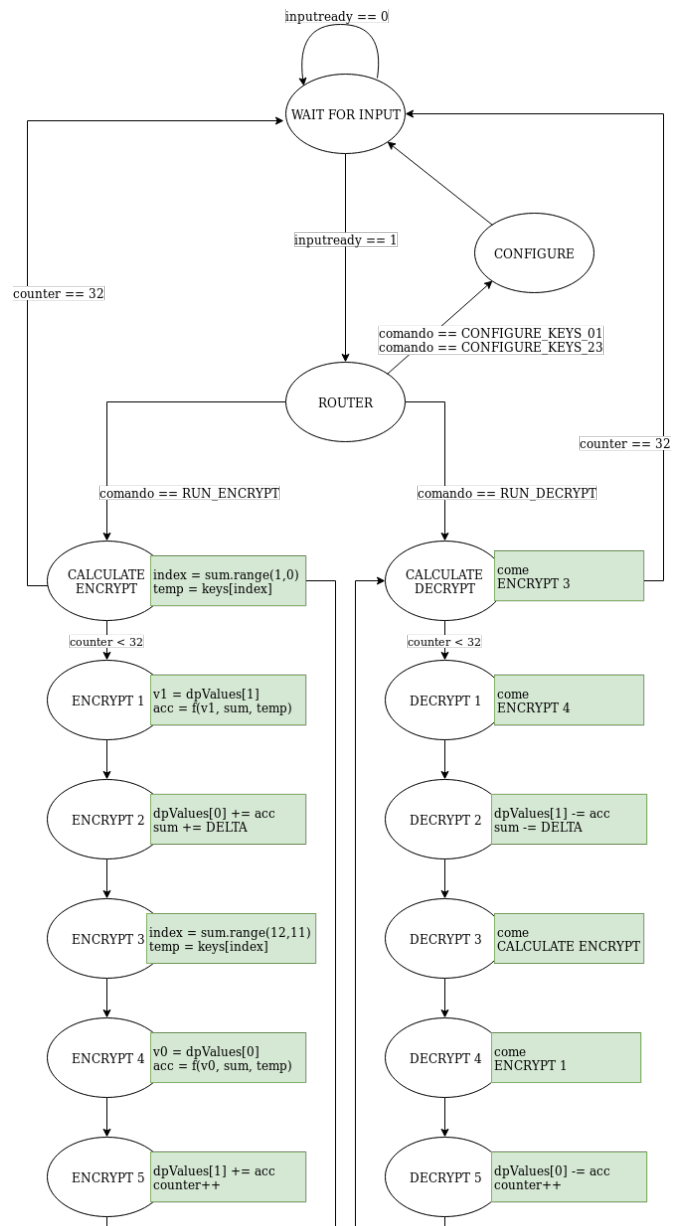 inputready == 0
WAIT FOR INPUT
inputready == 1
CONFIGURE
counter == 32
comando == CONFIGURE_KEYS_01
comando == CONFIGURE_KEYS_23
ROUTER
counter == 32
comando == RUN_ENCRYPT
comando == RUN_DECRYPT
CALCULATE
ENCRYPT
index = sum.range(1,0)
temp = keys[index]
CALCULATE
DECRYPT
come
ENCRYPT 3
counter < 32
counter < 32
ENCRYPT 1
v1 = dpValues[1]
acc = f(v1, sum, temp)
DECRYPT 1
come
ENCRYPT 4
ENCRYPT 2
dpValues[0] += acc
sum += DELTA
DECRYPT 2
dpValues[1] -= acc
sum -= DELTA
ENCRYPT 3
index = sum.range(12,11)
temp = keys[index]
DECRYPT 3
come
CALCULATE ENCRYPT
ENCRYPT 4
v0 = dpValues[0]
acc = f(v0, sum, temp)
DECRYPT 4
come
ENCRYPT 1
ENCRYPT 5
dpValues[1] += acc
counter++
DECRYPT 5
dpValues[0] -= acc
counter++